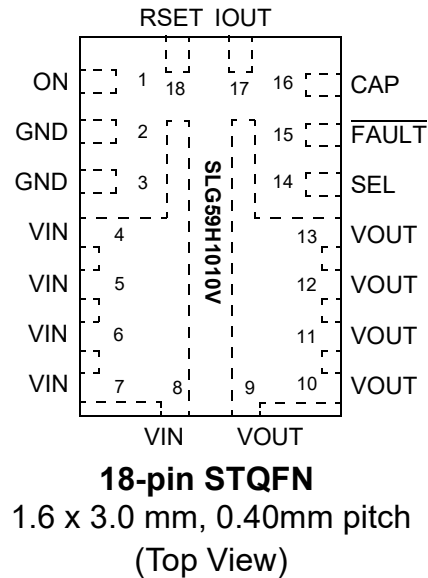 RSET IOUT
ON 1 18 17 16 CAP
GND 2 15 FAULT
GND 3 14 SEL
SLG59H1010V
VIN 4 13 VOUT
VIN 5 12 VOUT
VIN 6 11 VOUT
VIN 7 8 9 10 VOUT
VIN VOUT
18-pin STQFN
1.6 x 3.0 mm, 0.40mm pitch
(Top View)